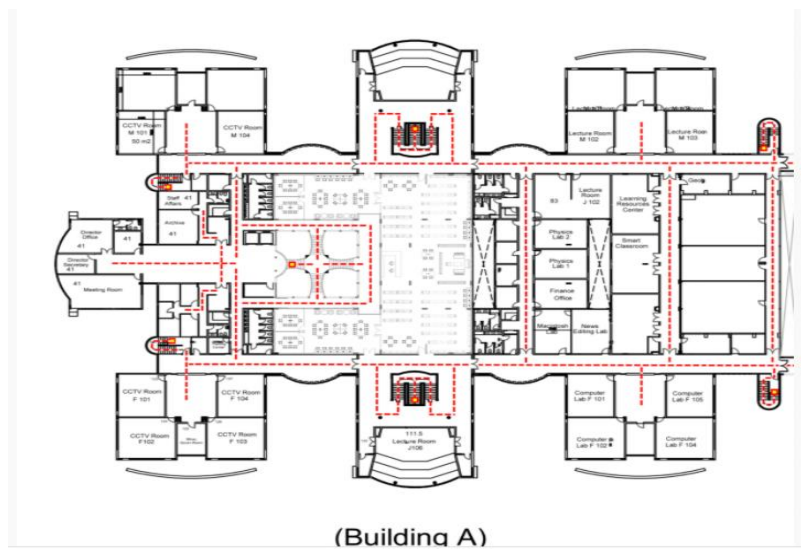 CCTV Room
M 101
50 m2
CCTV Room
M 104
Lecture Room
M 102
Lecture Room
M 103
Staff
Affairs
41
Archive
41
Director
Office
41
41
Director
Secretary
41
41
Meeting Room
83
Lecture
Room
J 102
Learning
Resources
Center
Physics
Lab 2
Smart
Classroom
Physics
Lab 1
Finance
Office
Lab
News
Editing Lab
CCTV Room
F 101
CCTV Room
F 104
CCTV Room
F102
CCTV Room
F 103
111.5
Lecture Room
J106
Computer
Lab F 101
Computer
Lab F 105
Computer
Lab F 102
Computer
Lab F 104
(Building A)